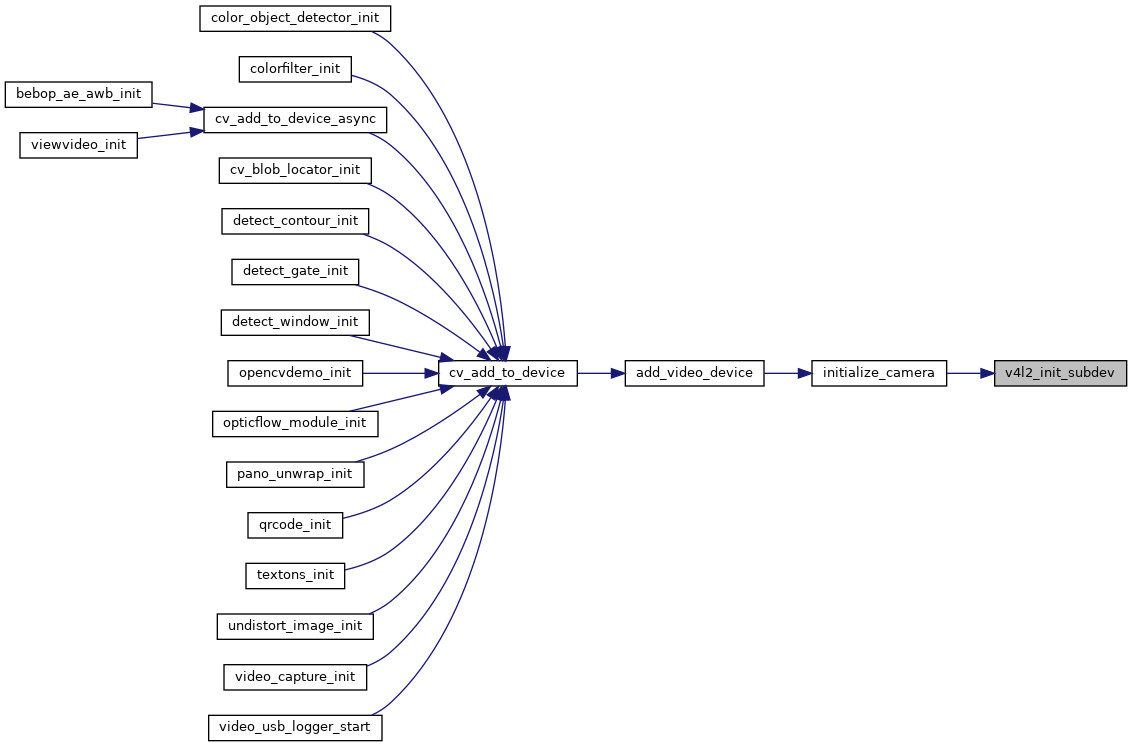 color_object_detector_init
colorfilter_init
bebop_ae_awb_init
cv_add_to_device_async
viewvideo_init
cv_blob_locator_init
detect_contour_init
detect_gate_init
detect_window_init
opencvdemo_init
cv_add_to_device
add_video_device
initialize_camera
v4l2_init_subdev
opticflow_module_init
pano_unwrap_init
qrcode_init
textons_init
undistort_image_init
video_capture_init
video_usb_logger_start